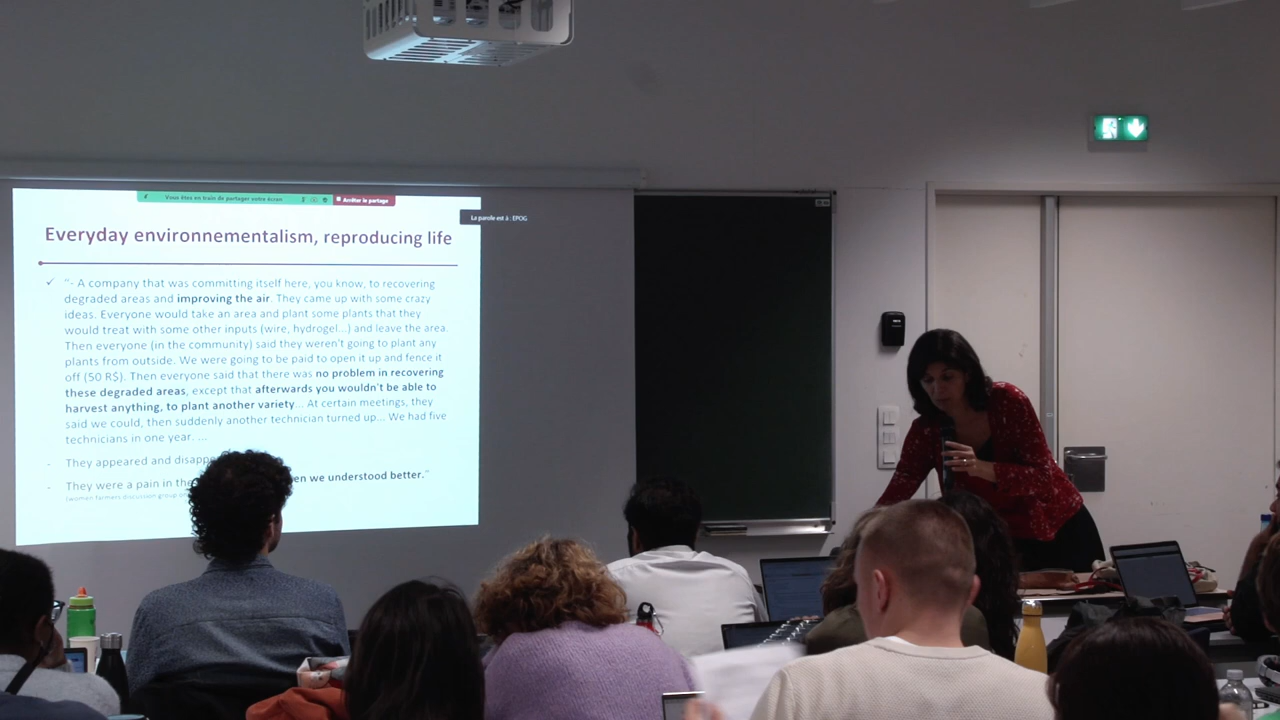 Vous êtes en train de partager votre écran
Arrêter le partage
La parole est à : EPOG
Everyday environnementalism, reproducing life
✓ "- A company that was committing itself here, you know, to recovering
degraded areas and improving the air. They came up with some crazy
ideas. Everyone would take an area and plant some plants that they
would treat with some other inputs (wire, hydrogel...) and leave the area.
Then everyone (in the community) said they weren't going to plant any
plants from outside. We were going to be paid to open it up and fence it
off (50 R$). Then everyone said that there was no problem in recovering
these degraded areas, except that afterwards you wouldn't be able to
harvest anything, to plant another variety... At certain meetings, they
said we could, then suddenly another technician turned up... We had five
technicians in one year. ...
- They appeared and
- They were a pain in the we understood better."
(women farmers discussion group